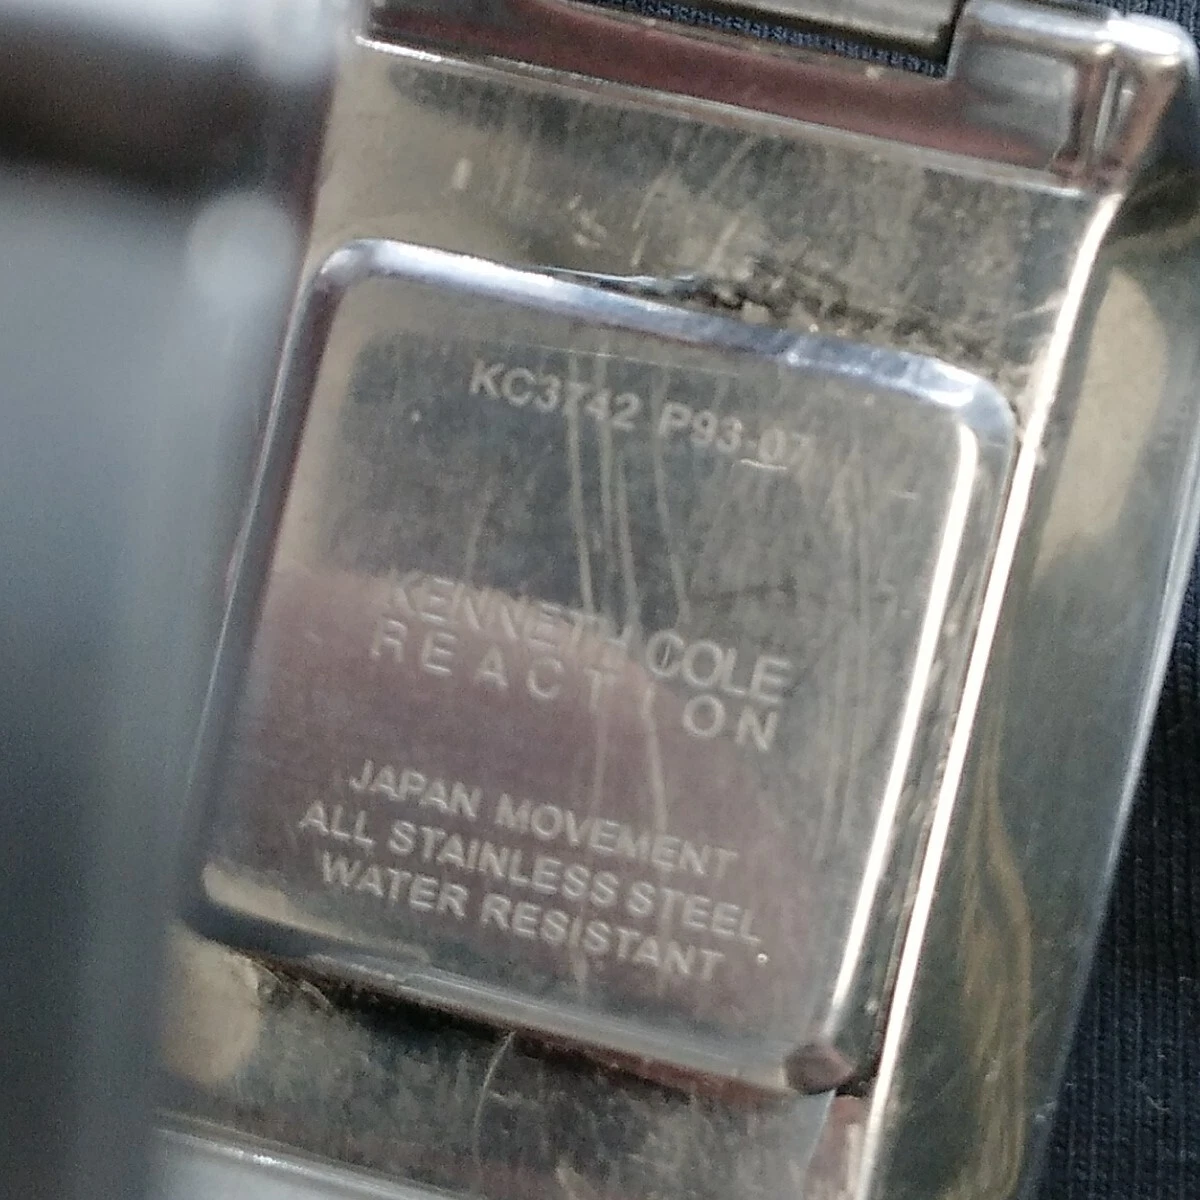 KC3742 P93-07
KENNETH COLE
REACTION
JAPAN MOVEMENT
ALL STAINLESS STEEL
WATER RESISTANT